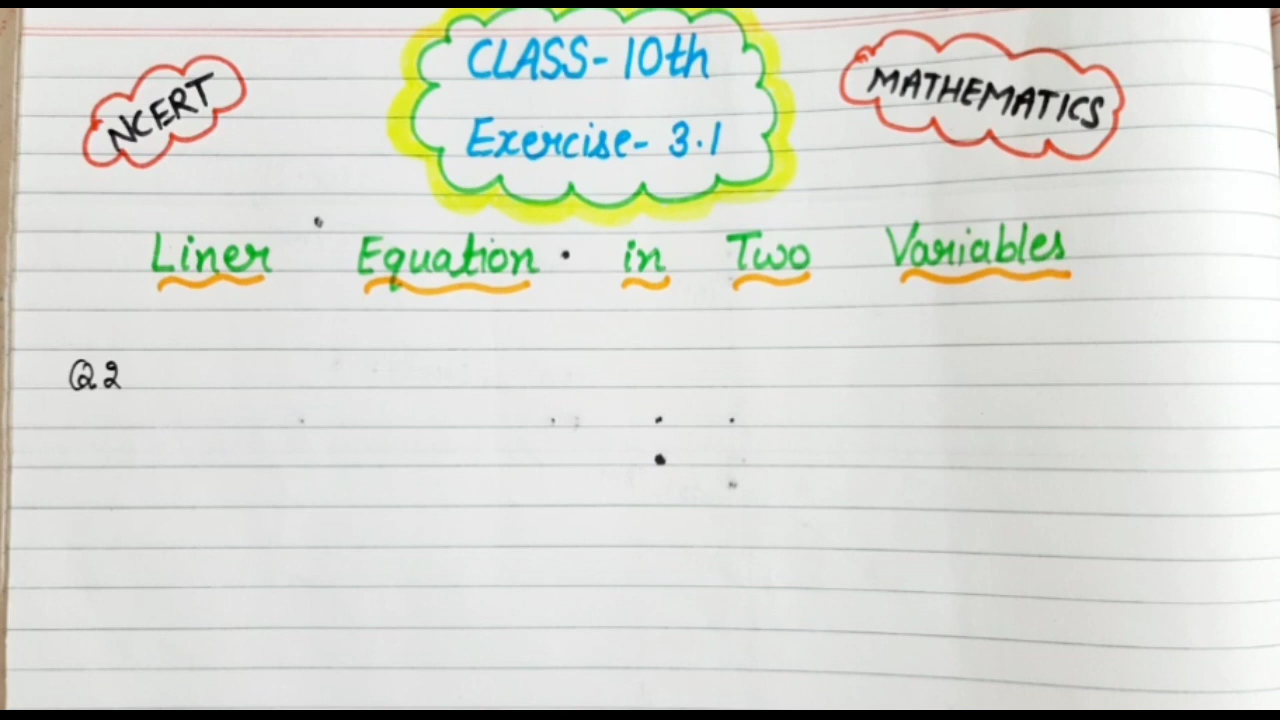 NCERT
CLASS-10th
Exercise-3.1
MATHEMATICS
Liner Equation in Two Variables
Q2